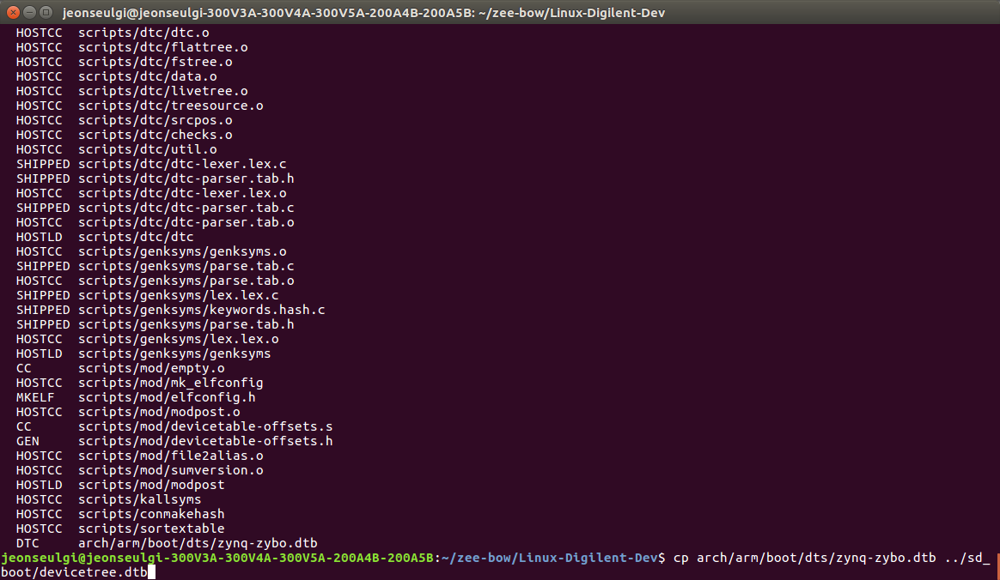 jeonseulgi@jeonseulgi-300V3A-300V4A-300V5A-200A4B-200A5B: ~/zee-bow/Linux-Digilent-Dev
HOSTCC  scripts/dtc/dtc.o
HOSTCC  scripts/dtc/flattree.o
HOSTCC  scripts/dtc/fstree.o
HOSTCC  scripts/dtc/data.o
HOSTCC  scripts/dtc/livetree.o
HOSTCC  scripts/dtc/treesource.o
HOSTCC  scripts/dtc/srcpos.o
HOSTCC  scripts/dtc/checks.o
HOSTCC  scripts/dtc/util.o
SHIPPED scripts/dtc/dtc-lexer.lex.c
SHIPPED scripts/dtc/dtc-parser.tab.h
HOSTCC  scripts/dtc/dtc-lexer.lex.o
SHIPPED scripts/dtc/dtc-parser.tab.c
HOSTCC  scripts/dtc/dtc-parser.tab.o
HOSTLD  scripts/dtc/dtc
HOSTCC  scripts/genksyms/genksyms.o
SHIPPED scripts/genksyms/parse.tab.c
HOSTCC  scripts/genksyms/parse.tab.o
SHIPPED scripts/genksyms/lex.lex.c
SHIPPED scripts/genksyms/keywords.hash.c
SHIPPED scripts/genksyms/parse.tab.h
HOSTCC  scripts/genksyms/lex.lex.o
HOSTLD  scripts/genksyms/genksyms
CC      scripts/mod/empty.o
HOSTCC  scripts/mod/mk_elfconfig
MKELF   scripts/mod/elfconfig.h
HOSTCC  scripts/mod/modpost.o
CC      scripts/mod/devicetable-offsets.s
GEN     scripts/mod/devicetable-offsets.h
HOSTCC  scripts/mod/file2alias.o
HOSTCC  scripts/mod/sumversion.o
HOSTLD  scripts/mod/modpost
HOSTCC  scripts/kallsyms
HOSTCC  scripts/conmakehash
HOSTCC  scripts/sortextable
DTC     arch/arm/boot/dts/zynq-zybo.dtb
jeonseulgi@jeonseulgi-300V3A-300V4A-300V5A-200A4B-200A5B:~/zee-bow/Linux-Digilent-Dev$ cp arch/arm/boot/dts/zynq-zybo.dtb ../sd_
boot/devicetree.dtb